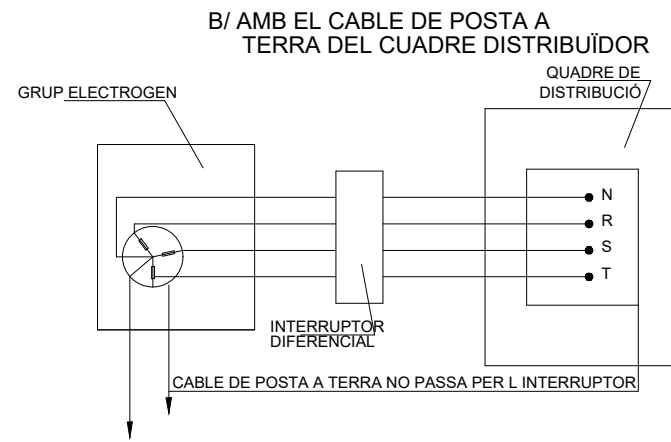 B/ AMB EL CABLE DE POSTA A
TERRA DEL CUADRE DISTRIBUÏDOR
QUADRE DE
DISTRIBUCIÓ
GRUP ELECTROGEN
N
R
S
T
INTERRUPTOR
DIFERENCIAL
CABLE DE POSTA A TERRA NO PASSA PER L INTERRUPTOR